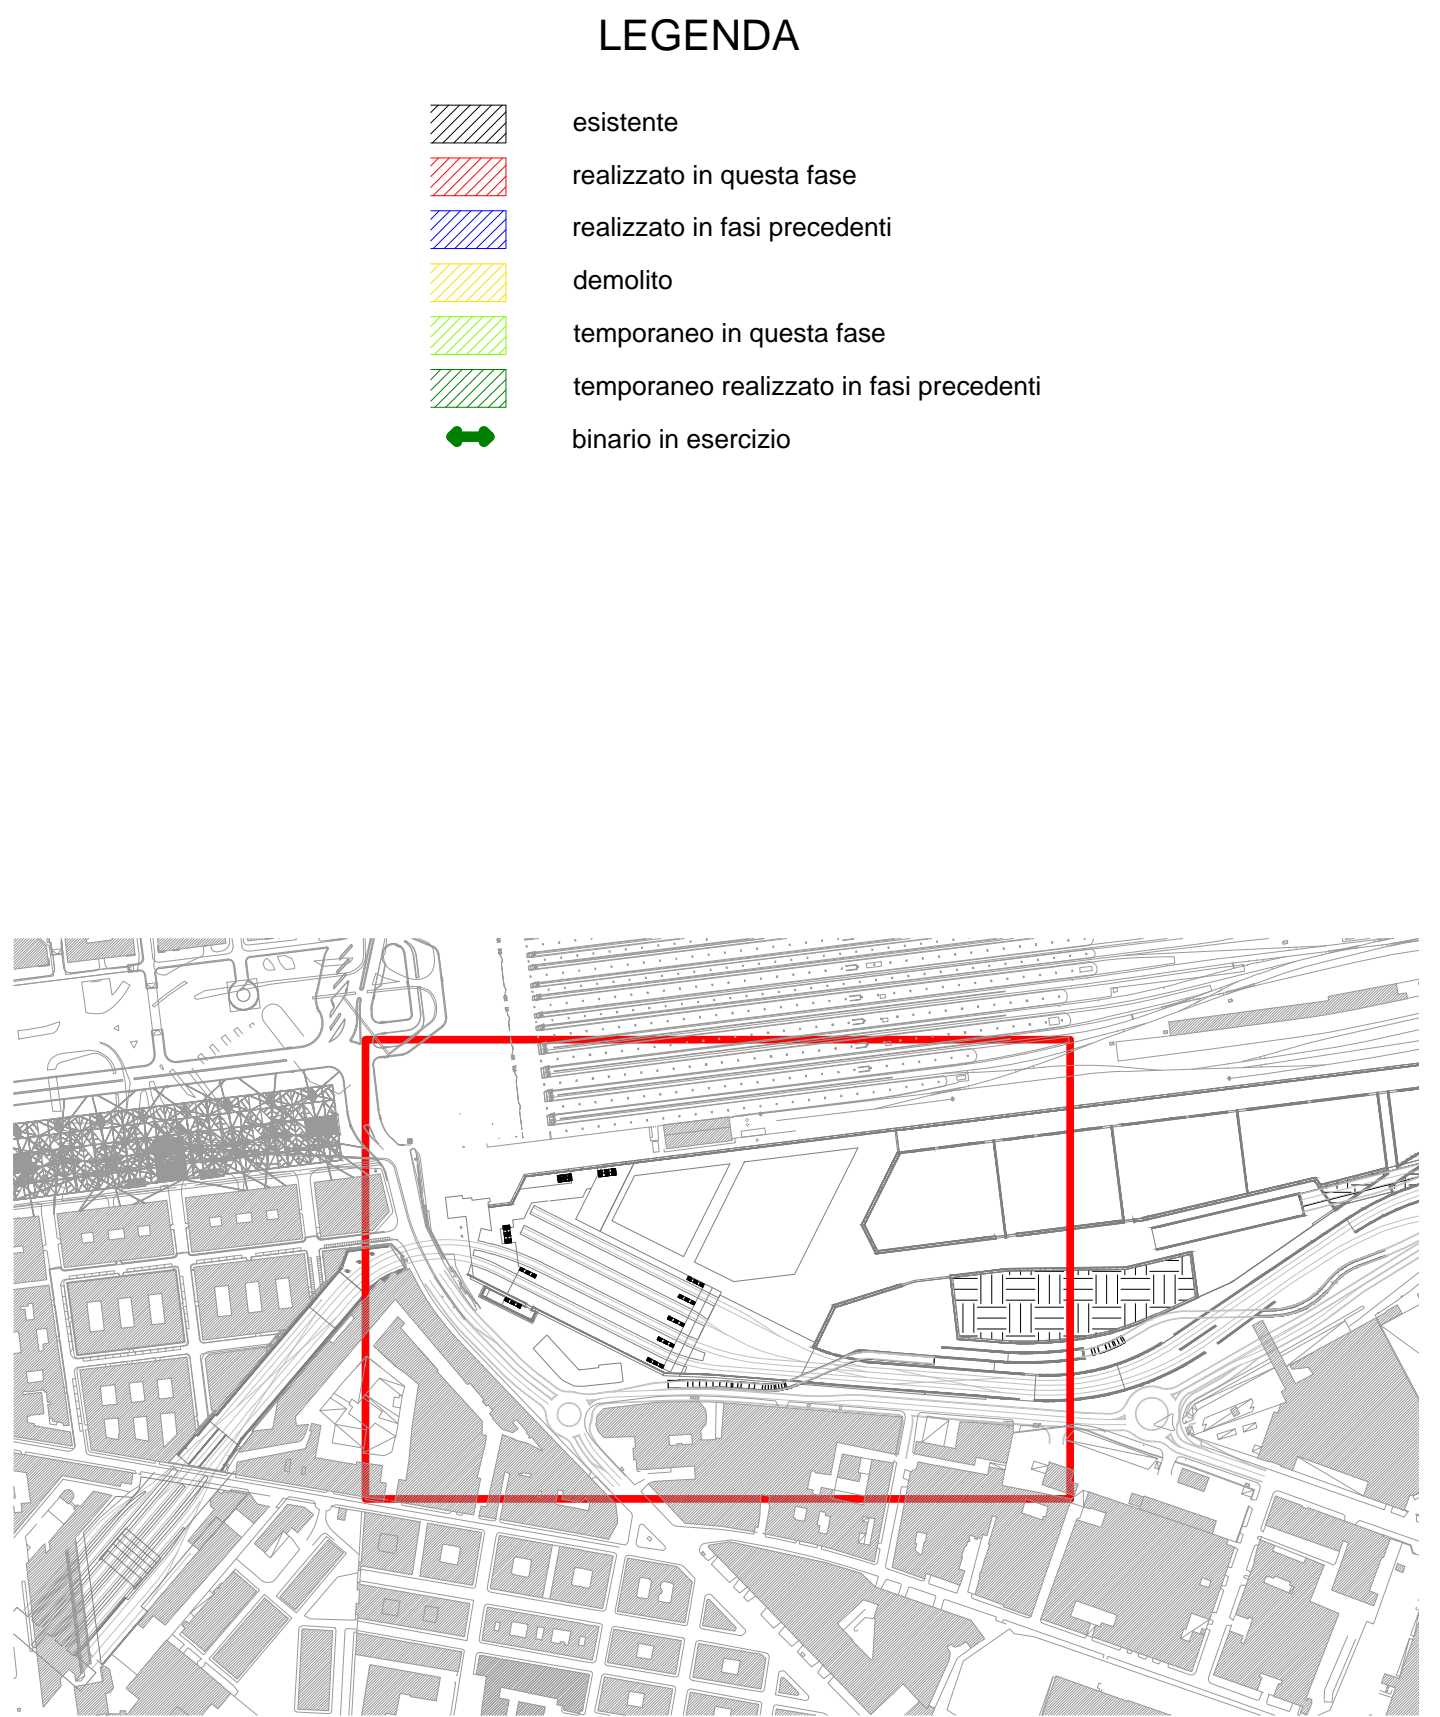 LEGENDA
esistente
realizzato in questa fase
realizzato in fasi precedenti
demolito
temporaneo in questa fase
temporaneo realizzato in fasi precedenti
binario in esercizio